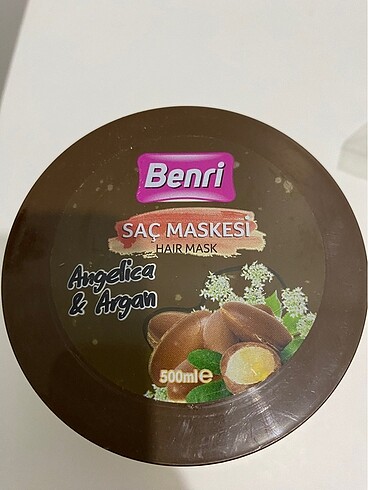 Benri
SAÇ MASKESİ
HAIR MASK
Angelica
& Argan
500ml e